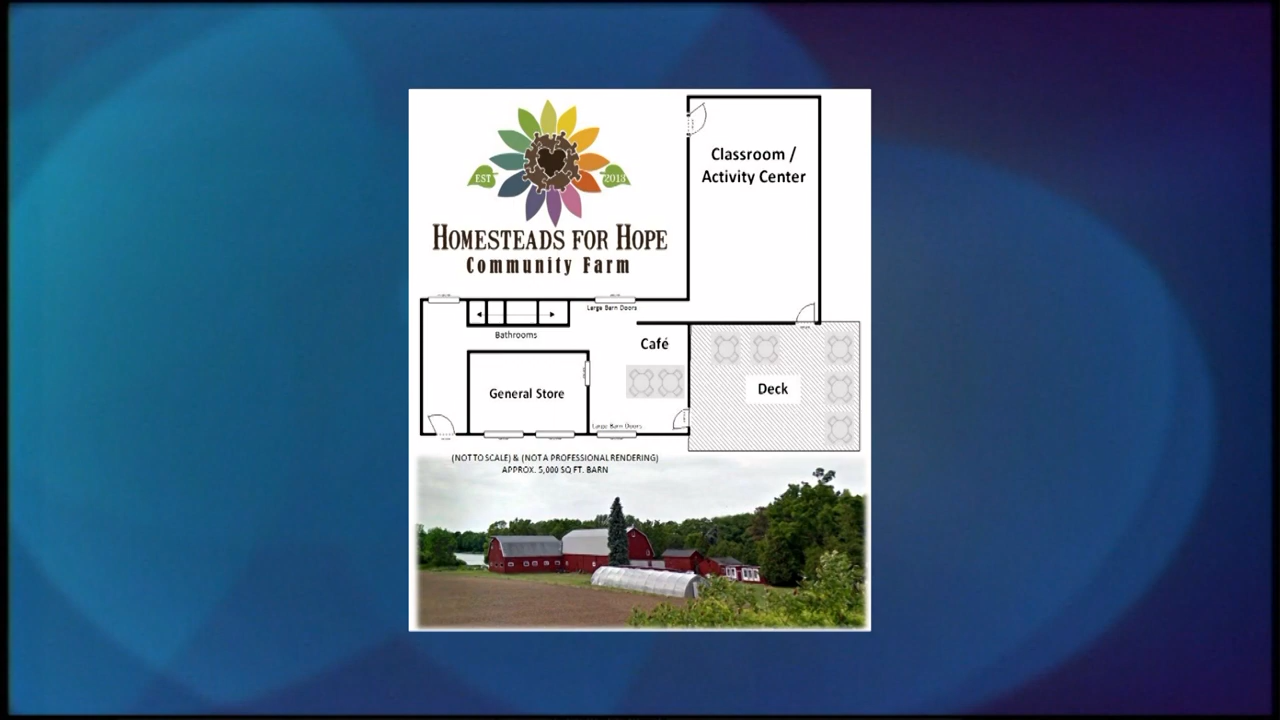 EST 2013
HOMESTEADS FOR HOPE
Community Farm
Classroom /
Activity Center
Large Barn Doors
Bathrooms
Café
General Store
Deck
Large Barn Doors
(NOT TO SCALE) & (NOT A PROFESSIONAL RENDERING)
APPROX. 5,000 SQ FT. BARN